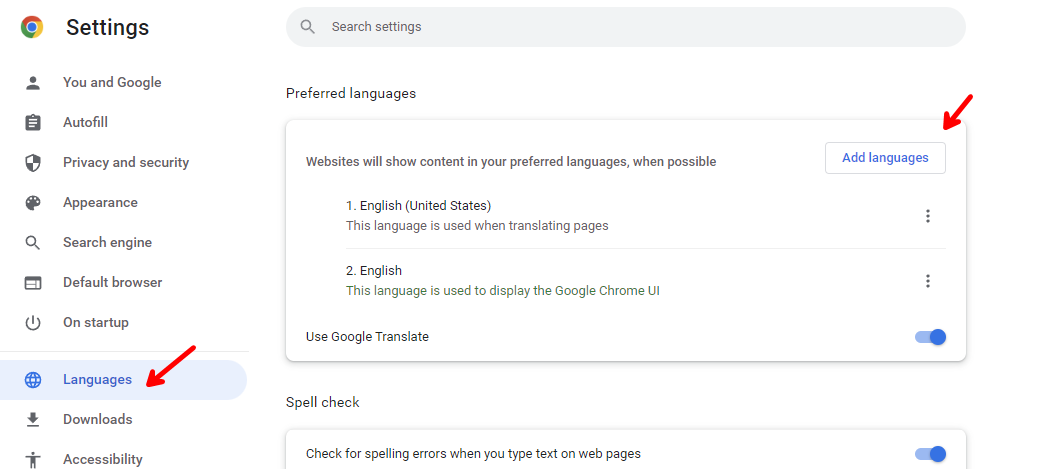 Settings
Search settings
You and Google
Autofill
Privacy and security
Appearance
Search engine
Default browser
On startup
Languages
Downloads
Accessibility
Preferred languages
Websites will show content in your preferred languages, when possible
Add languages
1. English (United States)
This language is used when translating pages
2. English
This language is used to display the Google Chrome UI
Use Google Translate
Spell check
Check for spelling errors when you type text on web pages